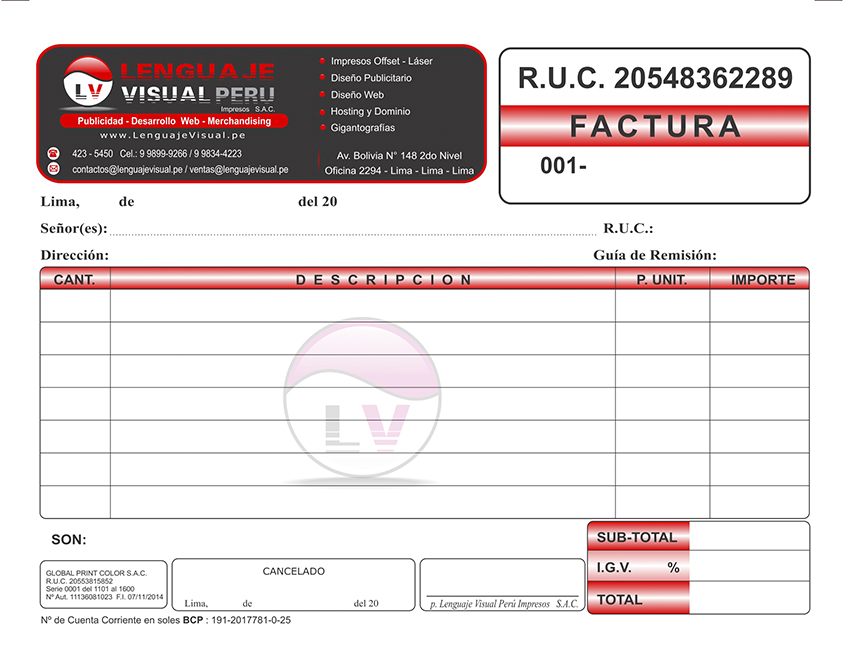 LENGUAJE
VISUAL PERU
Impresos S.A.C.
LV
Publicidad - Desarrollo Web - Merchandising
www.LenguajeVisual.pe
423 - 5450 Cel.: 9 9899-9266 / 9 9834-4223
contactos@lenguajevisual.pe / ventas@lenguajevisual.pe
Impresos Offset - Láser
Diseño Publicitario
Diseño Web
Hosting y Dominio
Gigantografías
Av. Bolivia N° 148 2do Nivel
Oficina 2294 - Lima - Lima - Lima
R.U.C. 20548362289
FACTURA
001-
Lima, de del 20
Señor(es): R.U.C.:
Dirección: Guía de Remisión:
CANT. DESCRIPCION P. UNIT. IMPORTE
LV
SON:
SUB-TOTAL
I.G.V. %
TOTAL
GLOBAL PRINT COLOR S.A.C.
R.U.C. 20553815852
Serie 0001 del 1101 al 1600
Nº Aut. 11136081023 F.I. 07/11/2014
CANCELADO
Lima, de del 20
p. Lenguaje Visual Perú Impresos S.A.C.
Nº de Cuenta Corriente en soles BCP : 191-2017781-0-25